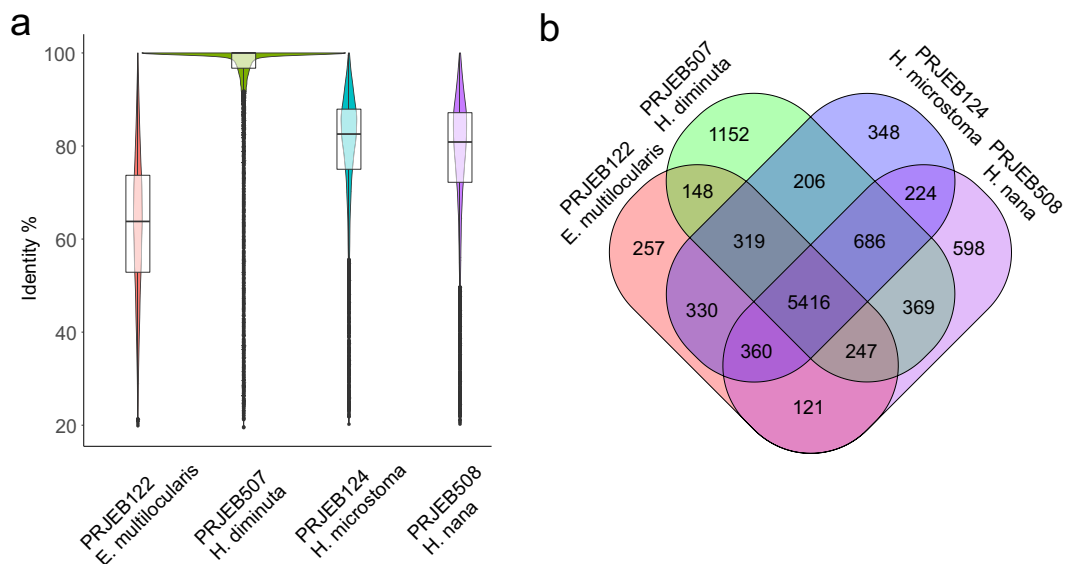 a
Identity %
100
80
60
40
20
PRJEB122
E. multilocularis
PRJEB507
H. diminuta
PRJEB124
H. microstoma
PRJEB508
H. nana
b
PRJEB122
E. multilocularis
PRJEB507
H. diminuta
PRJEB124
H. microstoma
PRJEB508
H. nana
1152
348
148
206
224
257
319
686
598
330
5416
369
360
247
121